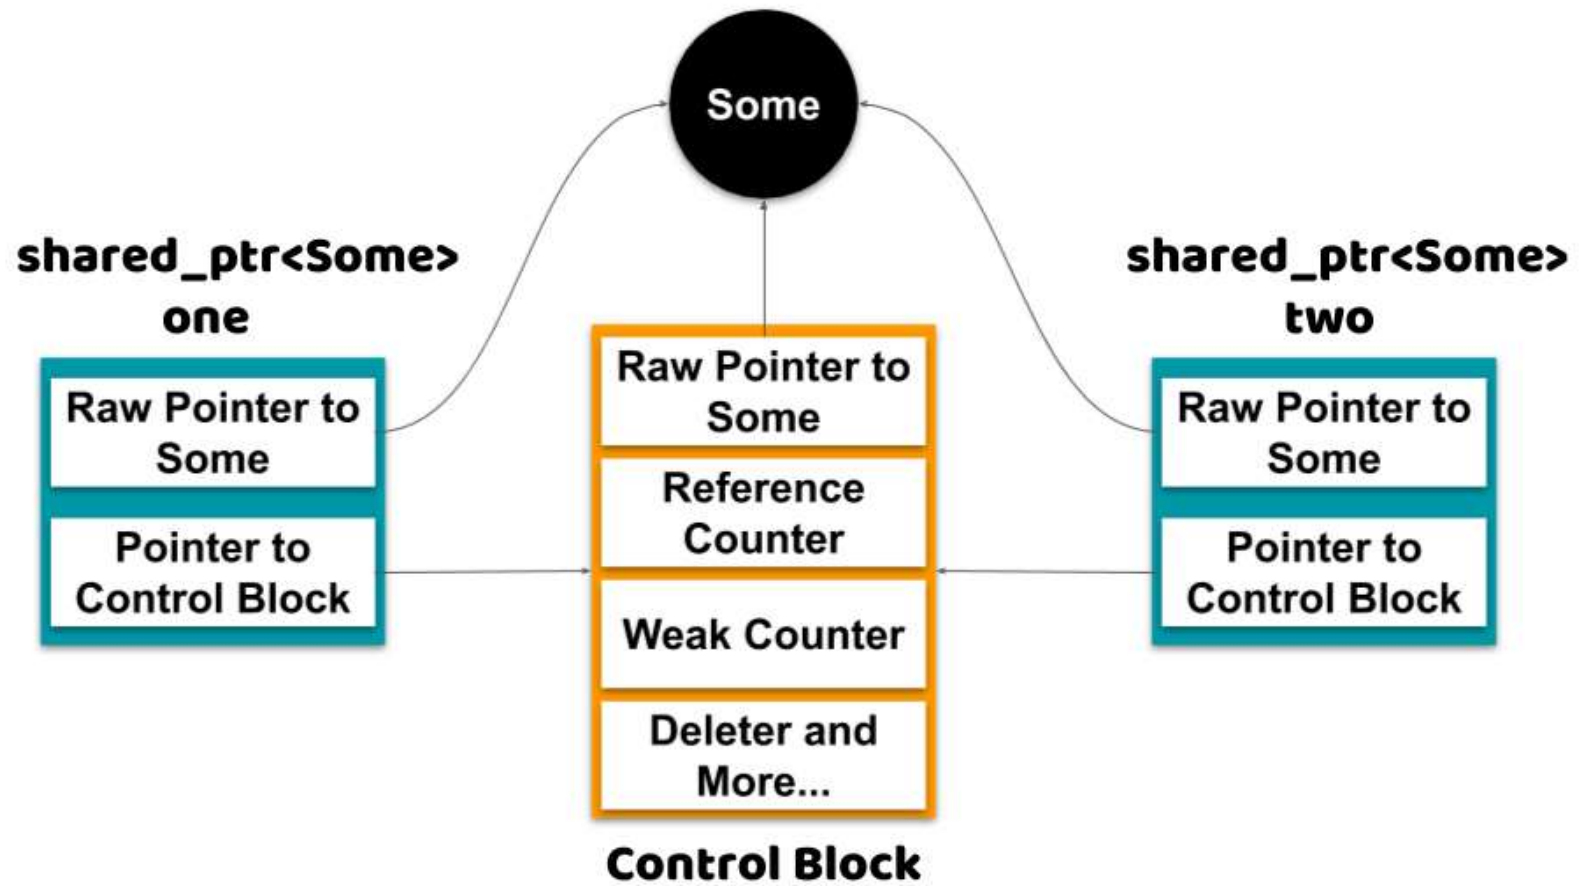 Some
shared_ptr<Some>
one
Raw Pointer to
Some
Pointer to
Control Block
Raw Pointer to
Some
Reference
Counter
Weak Counter
Deleter and
More...
Control Block
shared_ptr<Some>
two
Raw Pointer to
Some
Pointer to
Control Block